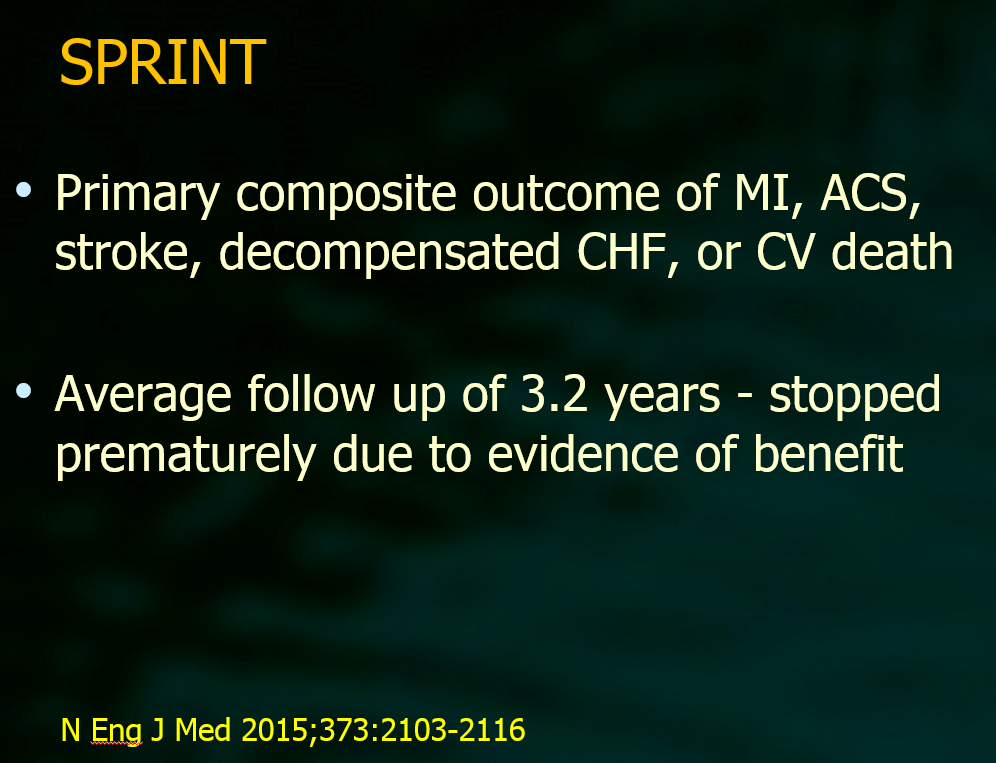 SPRINT
• Primary composite outcome of MI, ACS,
stroke, decompensated CHF, or CV death
• Average follow up of 3.2 years - stopped
prematurely due to evidence of benefit
N Eng J Med 2015;373:2103-2116